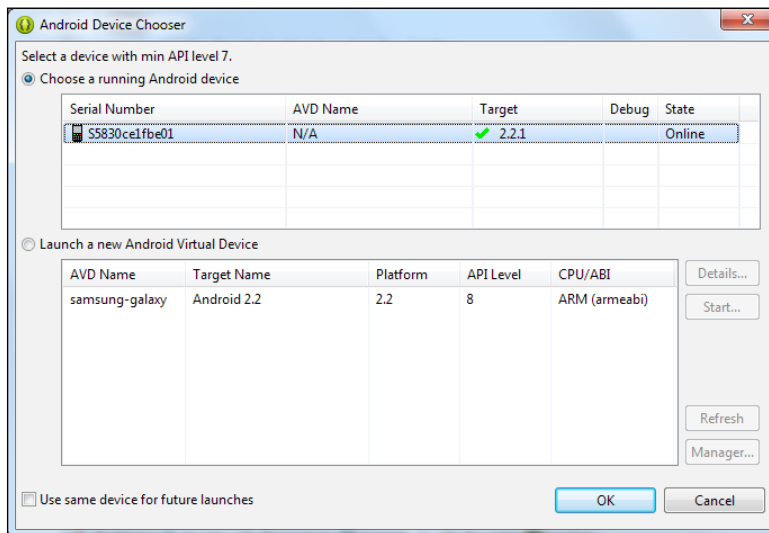 Android Device Chooser
Select a device with min API level 7.
Choose a running Android device
Serial Number AVD Name Target Debug State
S5830ce1fbe01 N/A 2.2.1 Online
Launch a new Android Virtual Device
AVD Name Target Name Platform API Level CPU/ABI
samsung-galaxy Android 2.2 2.2 8 ARM (armeabi)
Details...
Start...
Refresh
Manager...
Use same device for future launches
OK Cancel